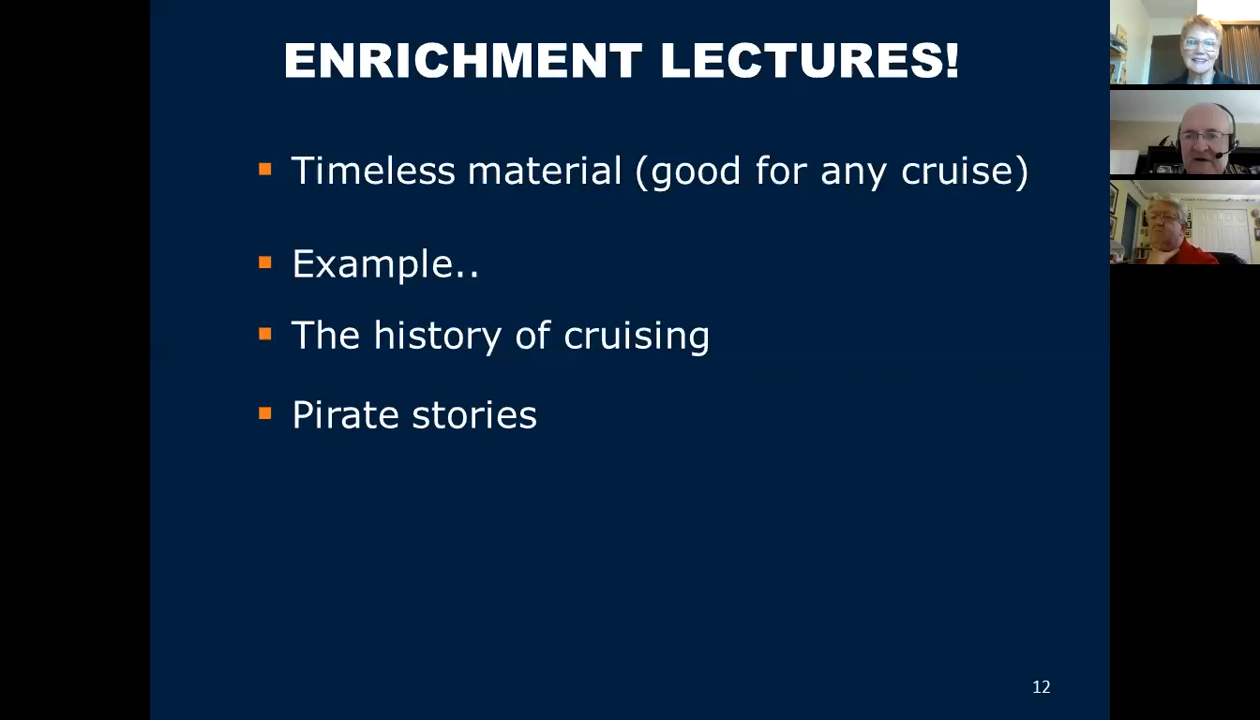 ENRICHMENT LECTURES!
Timeless material (good for any cruise)
Example..
The history of cruising
Pirate stories
12